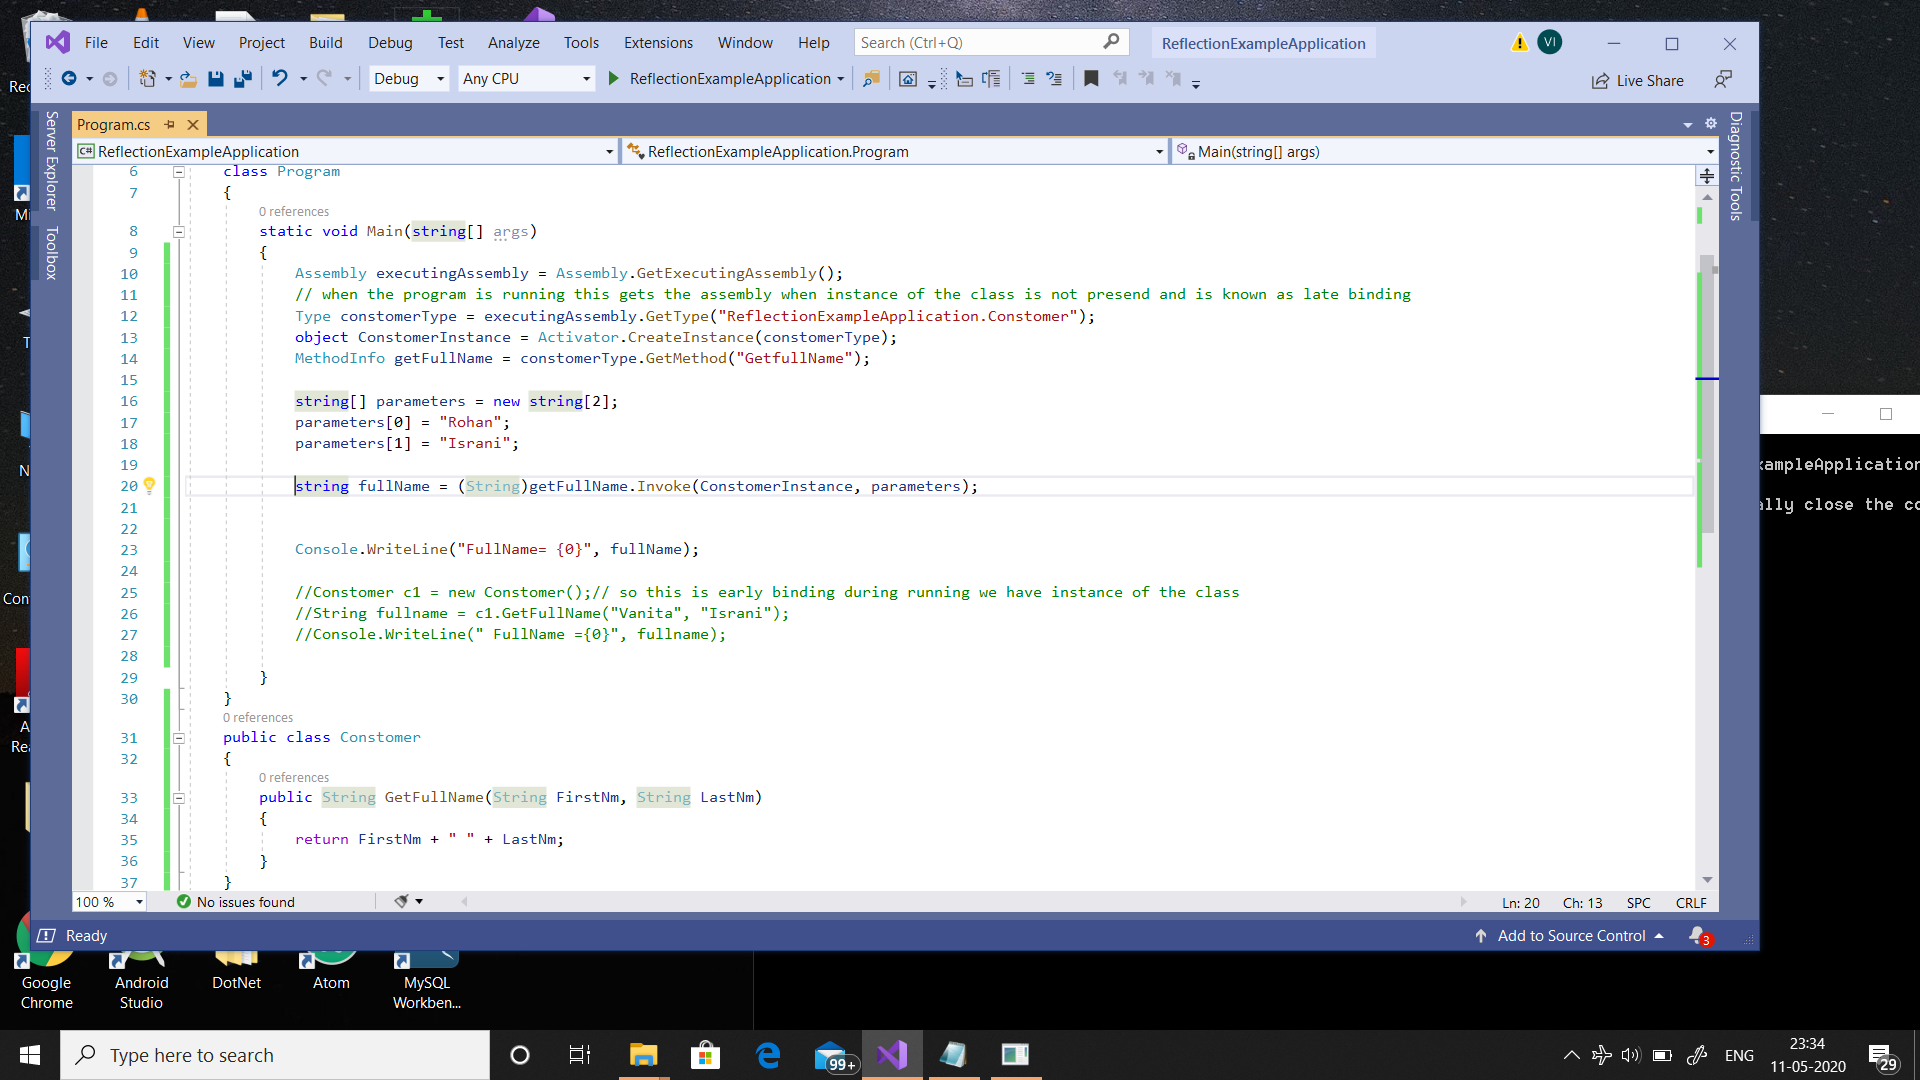 File Edit View Project Build Debug Test Analyze Tools Extensions Window Help Search (Ctrl+Q) ReflectionExampleApplication VI
Debug Any CPU ReflectionExampleApplication Live Share
Server Explorer
Toolbox
Diagnostic Tools
Program.cs
C# ReflectionExampleApplication ReflectionExampleApplication.Program Main(string[] args)
6 class Program
7 {
0 references
8 static void Main(string[] args)
9 {
10 Assembly executingAssembly = Assembly.GetExecutingAssembly();
11 // when the program is running this gets the assembly when instance of the class is not presend and is known as late binding
12 Type constomerType = executingAssembly.GetType("ReflectionExampleApplication.Constomer");
13 object ConstomerInstance = Activator.CreateInstance(constomerType);
14 MethodInfo getFullName = constomerType.GetMethod("GetfullName");
15
16 string[] parameters = new string[2];
17 parameters[0] = "Rohan";
18 parameters[1] = "Israni";
19
20 string fullName = (String)getFullName.Invoke(ConstomerInstance, parameters);
21
22
23 Console.WriteLine("FullName= {0}", fullName);
24
25 //Constomer c1 = new Constomer();// so this is early binding during running we have instance of the class
26 //String fullname = c1.GetFullName("Vanita", "Israni");
27 //Console.WriteLine(" FullName ={0}", fullname);
28
29 }
30 }
0 references
31 public class Constomer
32 {
0 references
33 public String GetFullName(String FirstNm, String LastNm)
34 {
35 return FirstNm + " " + LastNm;
36 }
37 }
100 % No issues found Ln: 20 Ch: 13 SPC CRLF
Ready Add to Source Control 3
ampleApplication
ally close the co
Google Chrome
Android Studio
DotNet
Atom
MySQL Workben...
Type here to search 99+ ENG 23:34
11-05-2020 29